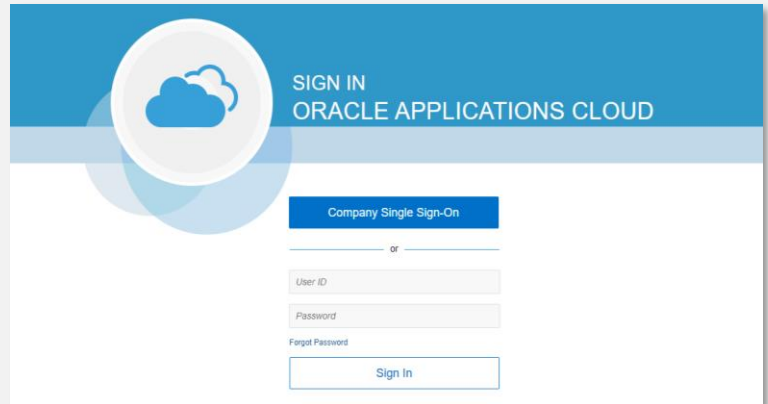 SIGN IN
ORACLE APPLICATIONS CLOUD
Company Single Sign-On
or
User ID
Password
Forgot Password
Sign In